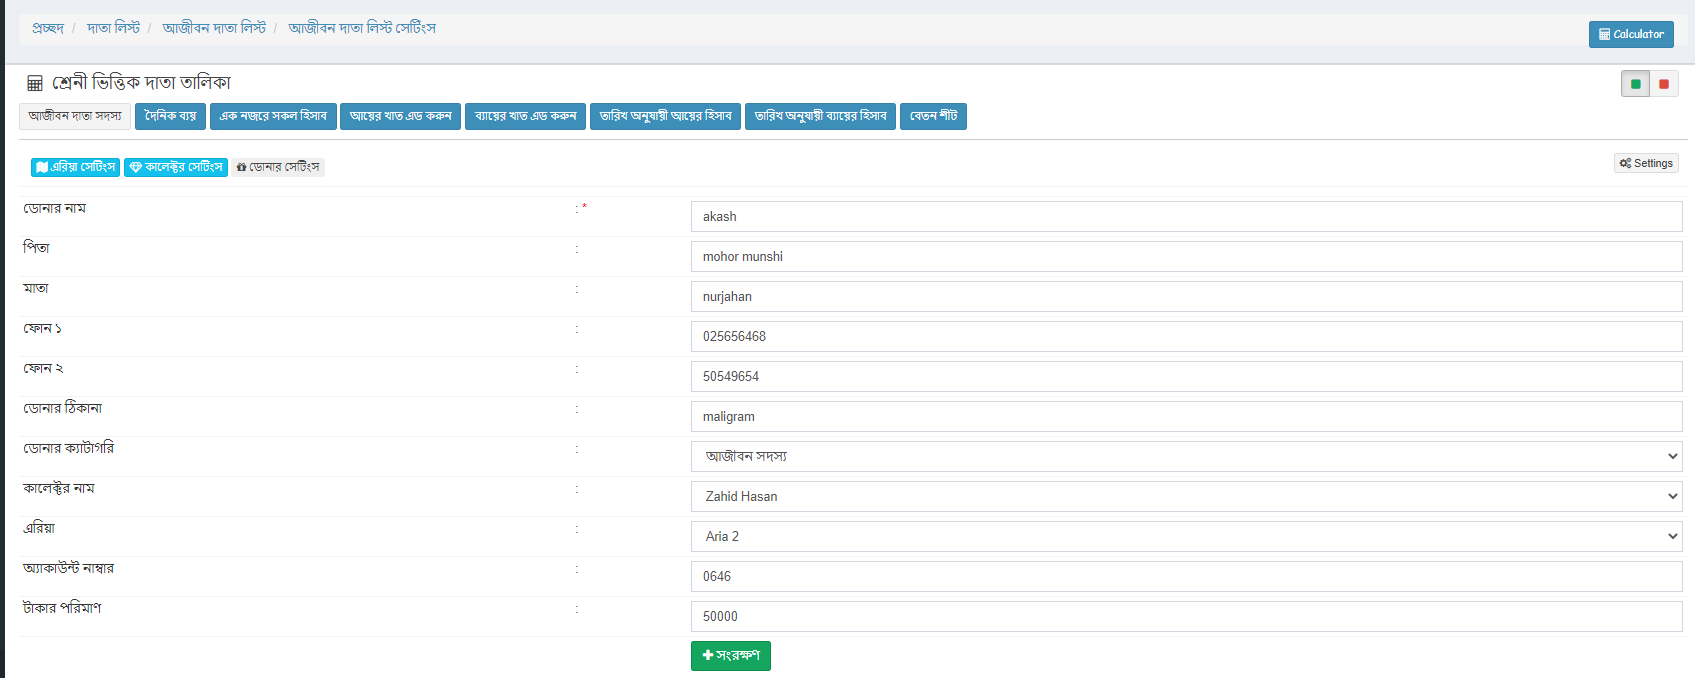 প্রচ্ছদ / দাতা লিস্ট / আজীবন দাতা লিস্ট / আজীবন দাতা লিস্ট সেটিংস
Calculator
শ্রেনী ভিত্তিক দাতা তালিকা
আজীবন দাতা সদস্য দৈনিক ব্যয় এক নজরে সকল হিসাব আয়ের খাত এড করুন ব্যায়ের খাত এড করুন তারিখ অনুযায়ী আয়ের হিসাব তারিখ অনুযায়ী ব্যায়ের হিসাব বেতন শীট
এরিয়া সেটিংস কালেক্টর সেটিংস ডোনার সেটিংস Settings
ডোনার নাম : * akash
পিতা : mohor munshi
মাতা : nurjahan
ফোন ১ : 025656468
ফোন ২ : 50549654
ডোনার ঠিকানা : maligram
ডোনার ক্যাটাগরি : আজীবন সদস্য
কালেক্টর নাম : Zahid Hasan
এরিয়া : Aria 2
অ্যাকাউন্ট নাম্বার : 0646
টাকার পরিমাণ : 50000
সংরক্ষণ